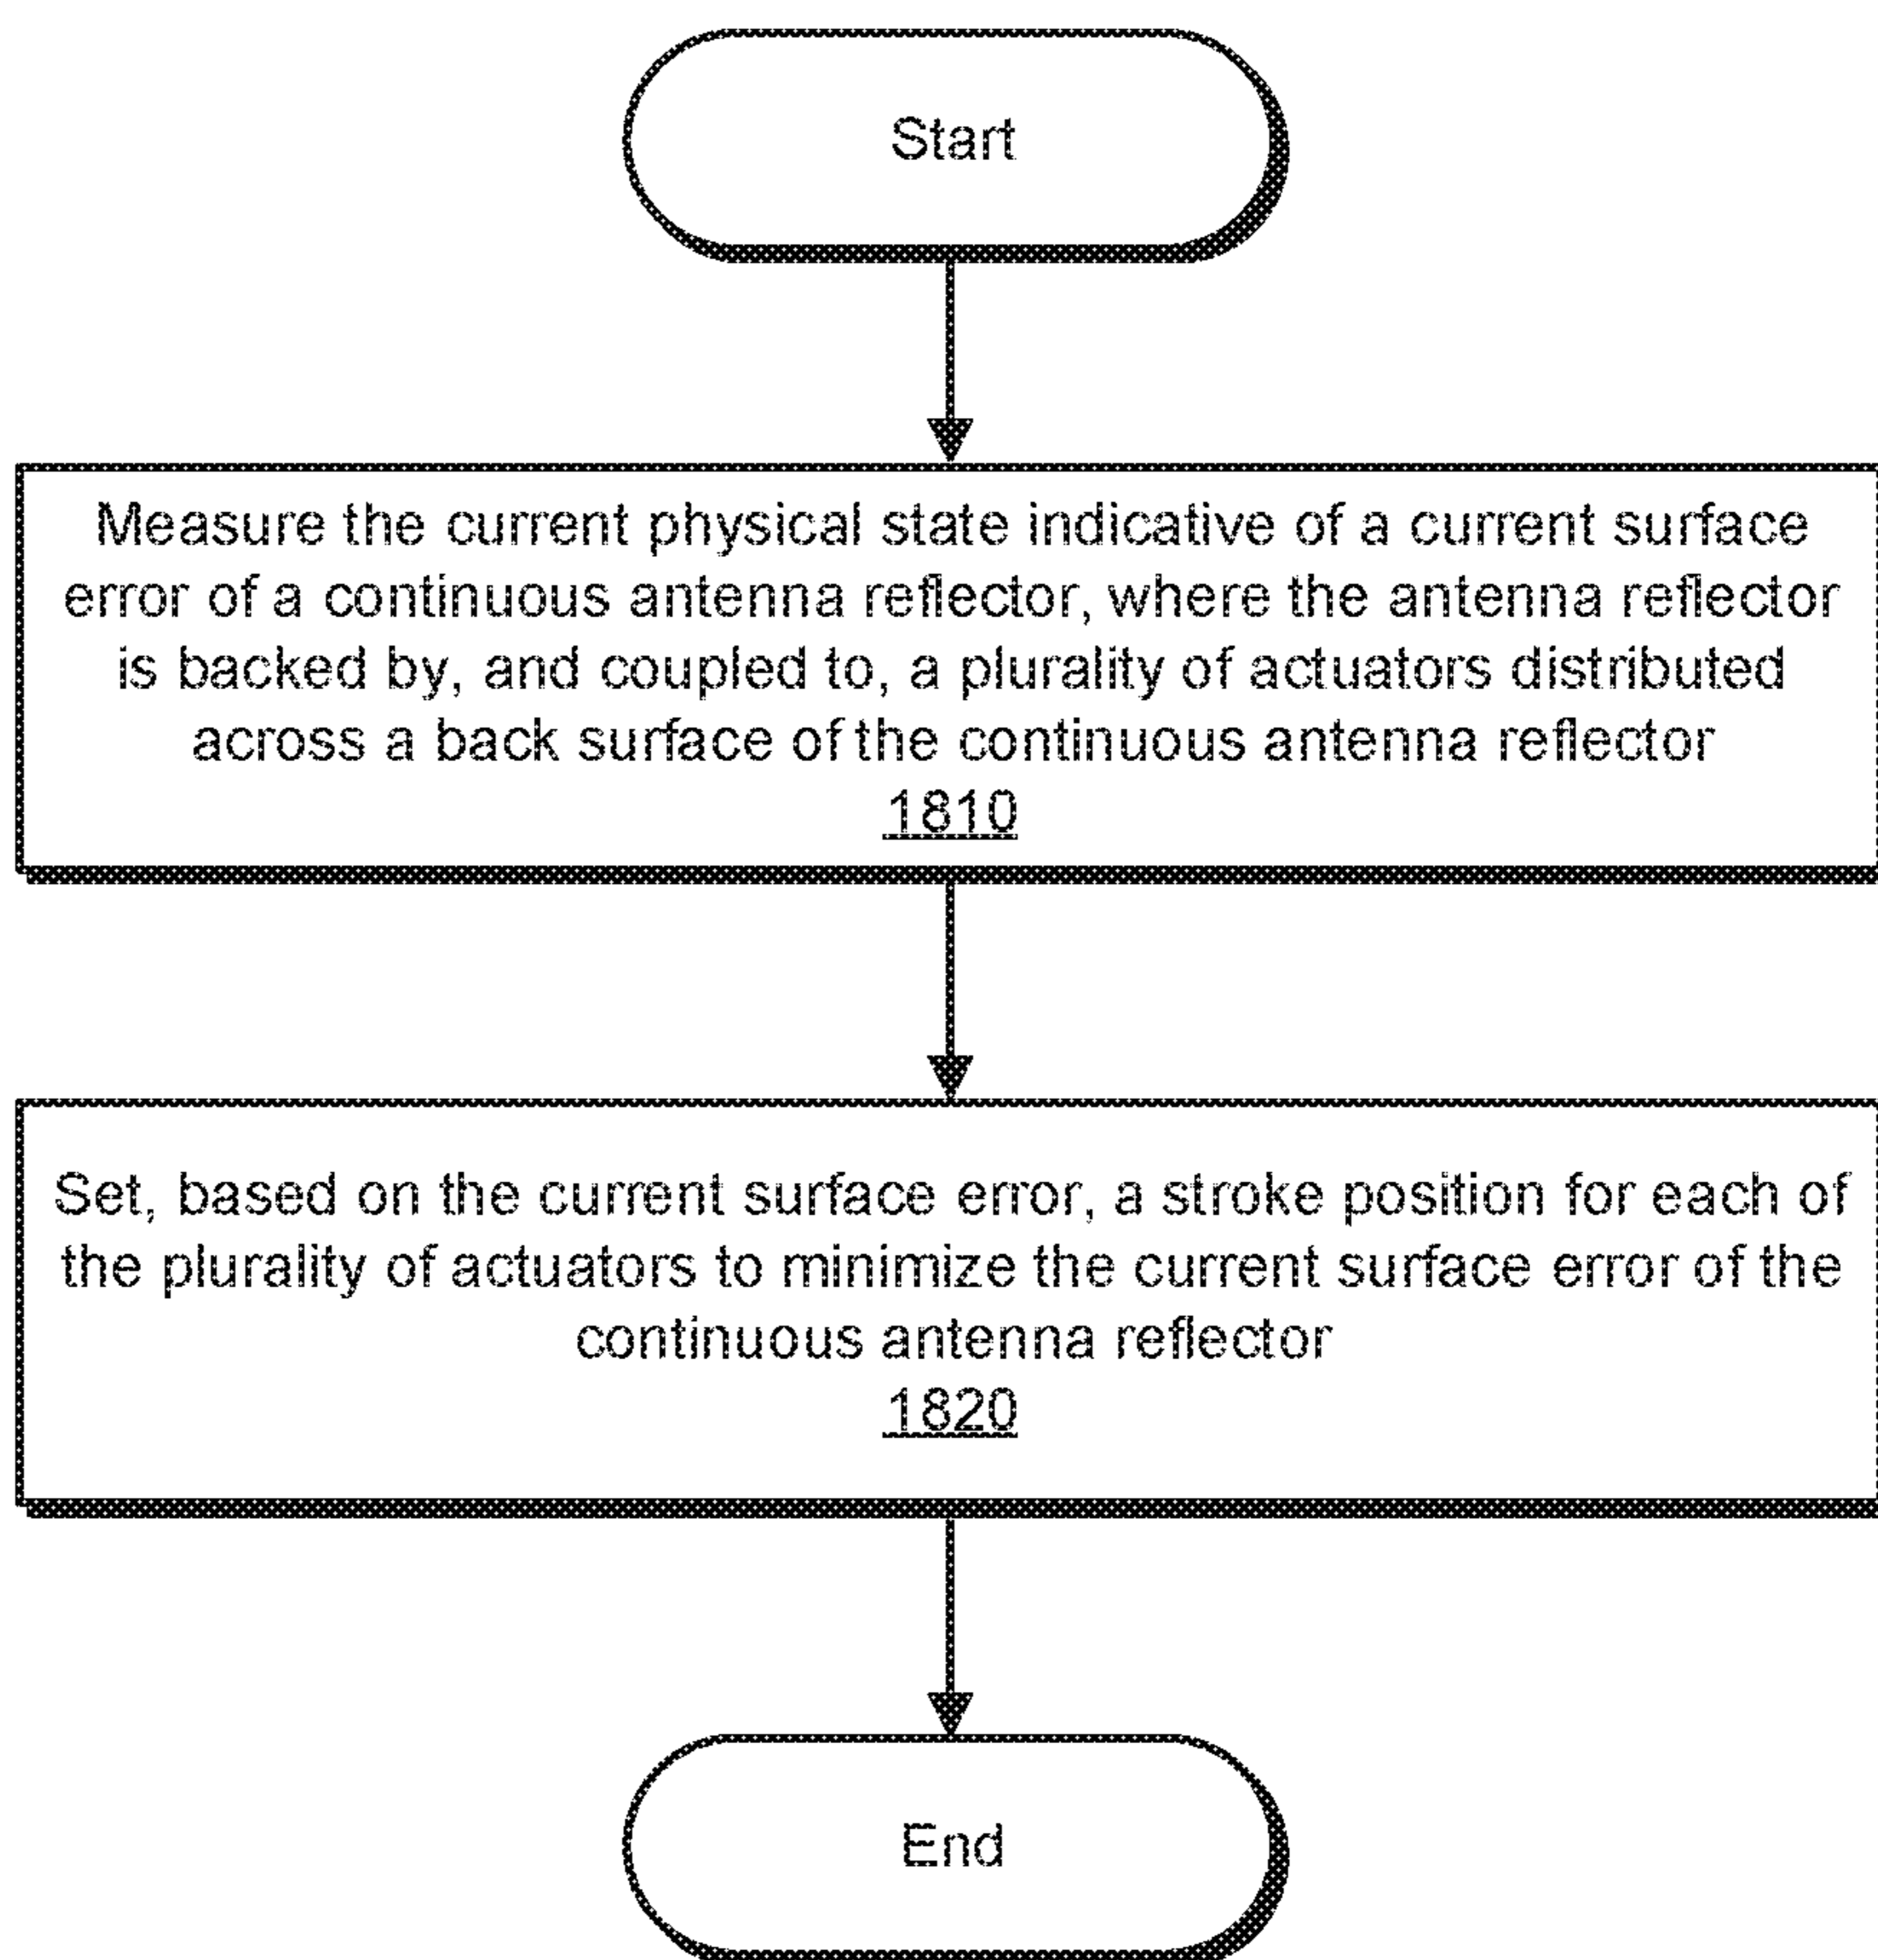 Start
Measure the current physical state indicative of a current surface
error of a continuous antenna reflector, where the antenna reflector
is backed by, and coupled to, a plurality of actuators distributed
across a back surface of the continuous antenna reflector
1810
Set, based on the current surface error, a stroke position for each of
the plurality of actuators to minimize the current surface error of the
continuous antenna reflector
1820
End